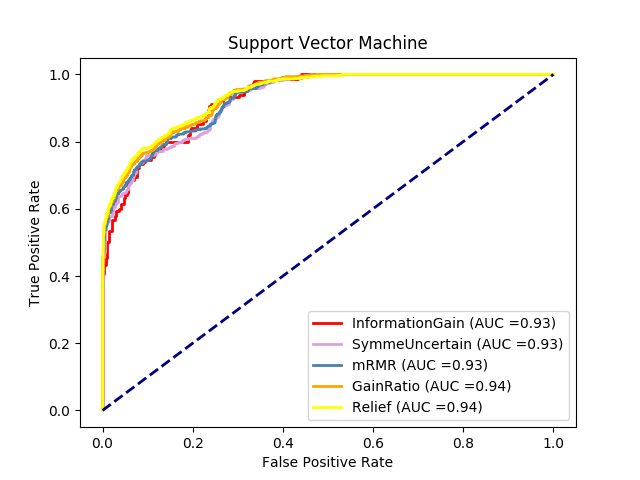 Support Vector Machine
True Positive Rate
1.0
0.8
0.6
0.4
0.2
0.0
InformationGain (AUC =0.93)
SymmeUncertain (AUC =0.93)
mRMR (AUC =0.93)
GainRatio (AUC =0.94)
Relief (AUC =0.94)
0.0 0.2 0.4 0.6 0.8 1.0
False Positive Rate